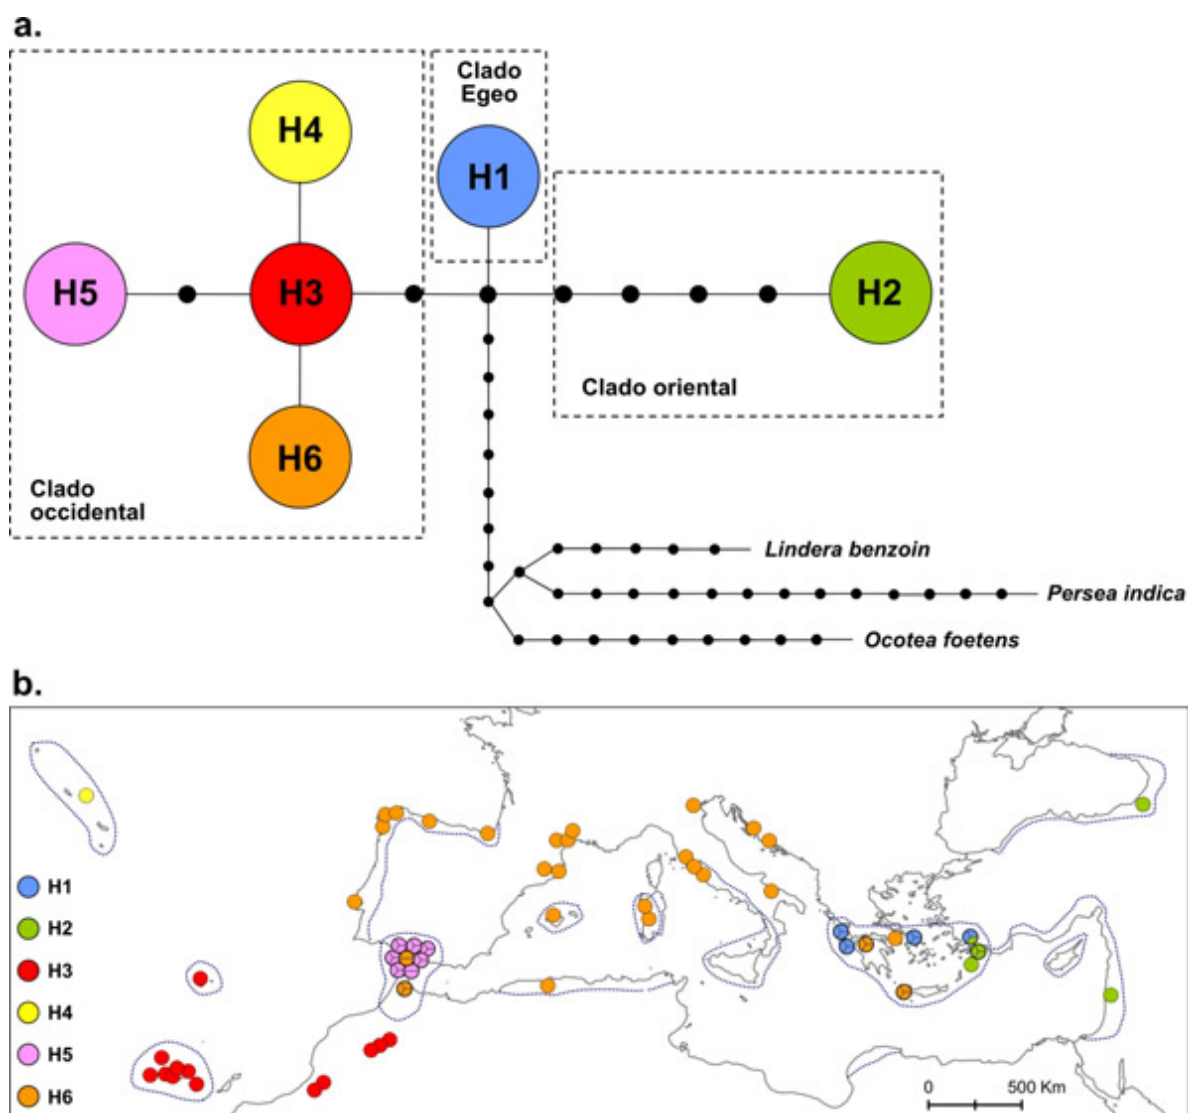 a.
Clado
Egeo
H4
H1
H5
H3
H2
Clado oriental
H6
Clado
occidental
Lindera benzoin
Persea indica
Ocotea foetens
b.
H1
H2
H3
H4
H5
H6
0 500 Km